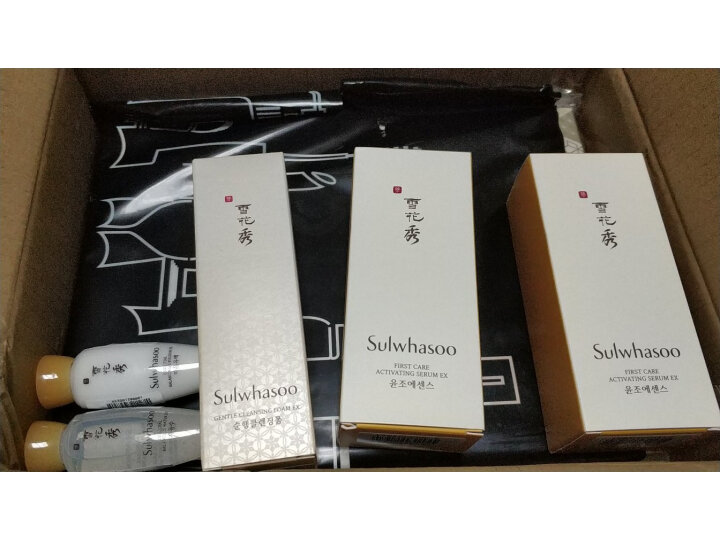 雪花秀
Sulwhasoo
GENTLE CLEANSING FOAM EX
순행클렌징폼
雪花秀
Sulwhasoo
FIRST CARE
ACTIVATING SERUM EX
윤조에센스
雪花秀
Sulwhasoo
FIRST CARE
ACTIVATING SERUM EX
윤조에센스
雪花秀
Sulwhasoo
雪花秀
Sulwhasoo